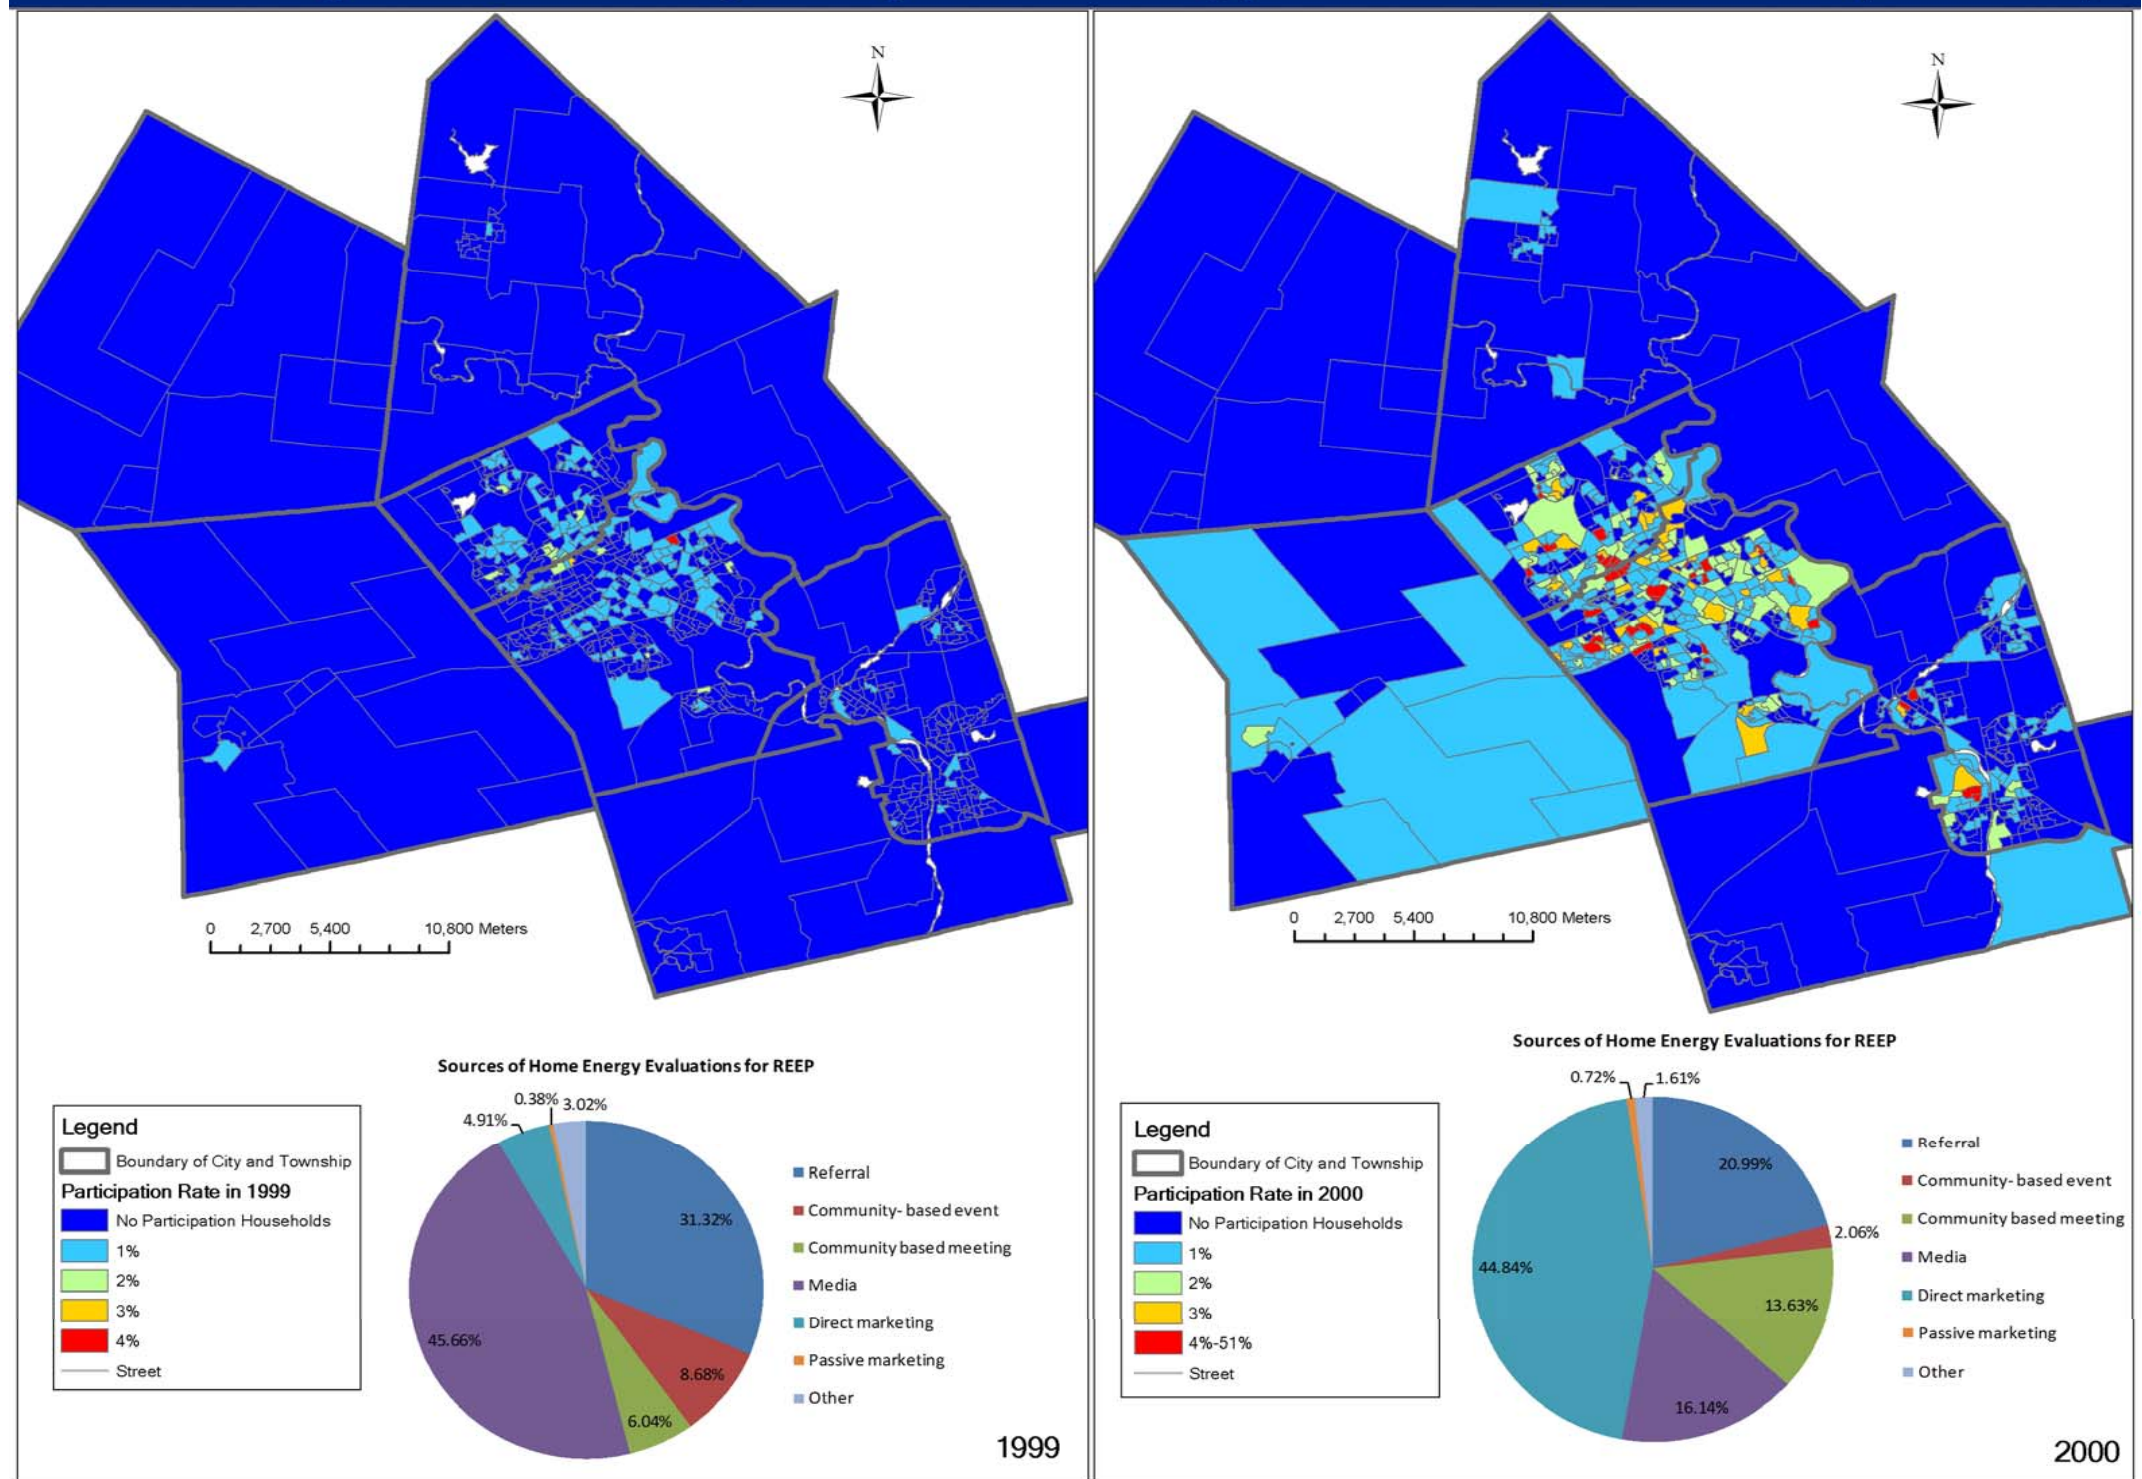 N
0 2,700 5,400 10,800 Meters
Sources of Home Energy Evaluations for REEP
0.38%
3.02%
4.91%
31.32%
45.66%
8.68%
6.04%
Legend
Boundary of City and Township
Participation Rate in 1999
No Participation Households
1%
2%
3%
4%
Street
Referral
Community- based event
Community based meeting
Media
Direct marketing
Passive marketing
Other
1999
N
0 2,700 5,400 10,800 Meters
Sources of Home Energy Evaluations for REEP
0.72%
1.61%
20.99%
2.06%
44.84%
13.63%
16.14%
Legend
Boundary of City and Township
Participation Rate in 2000
No Participation Households
1%
2%
3%
4%-51%
Street
Referral
Community- based event
Community based meeting
Media
Direct marketing
Passive marketing
Other
2000